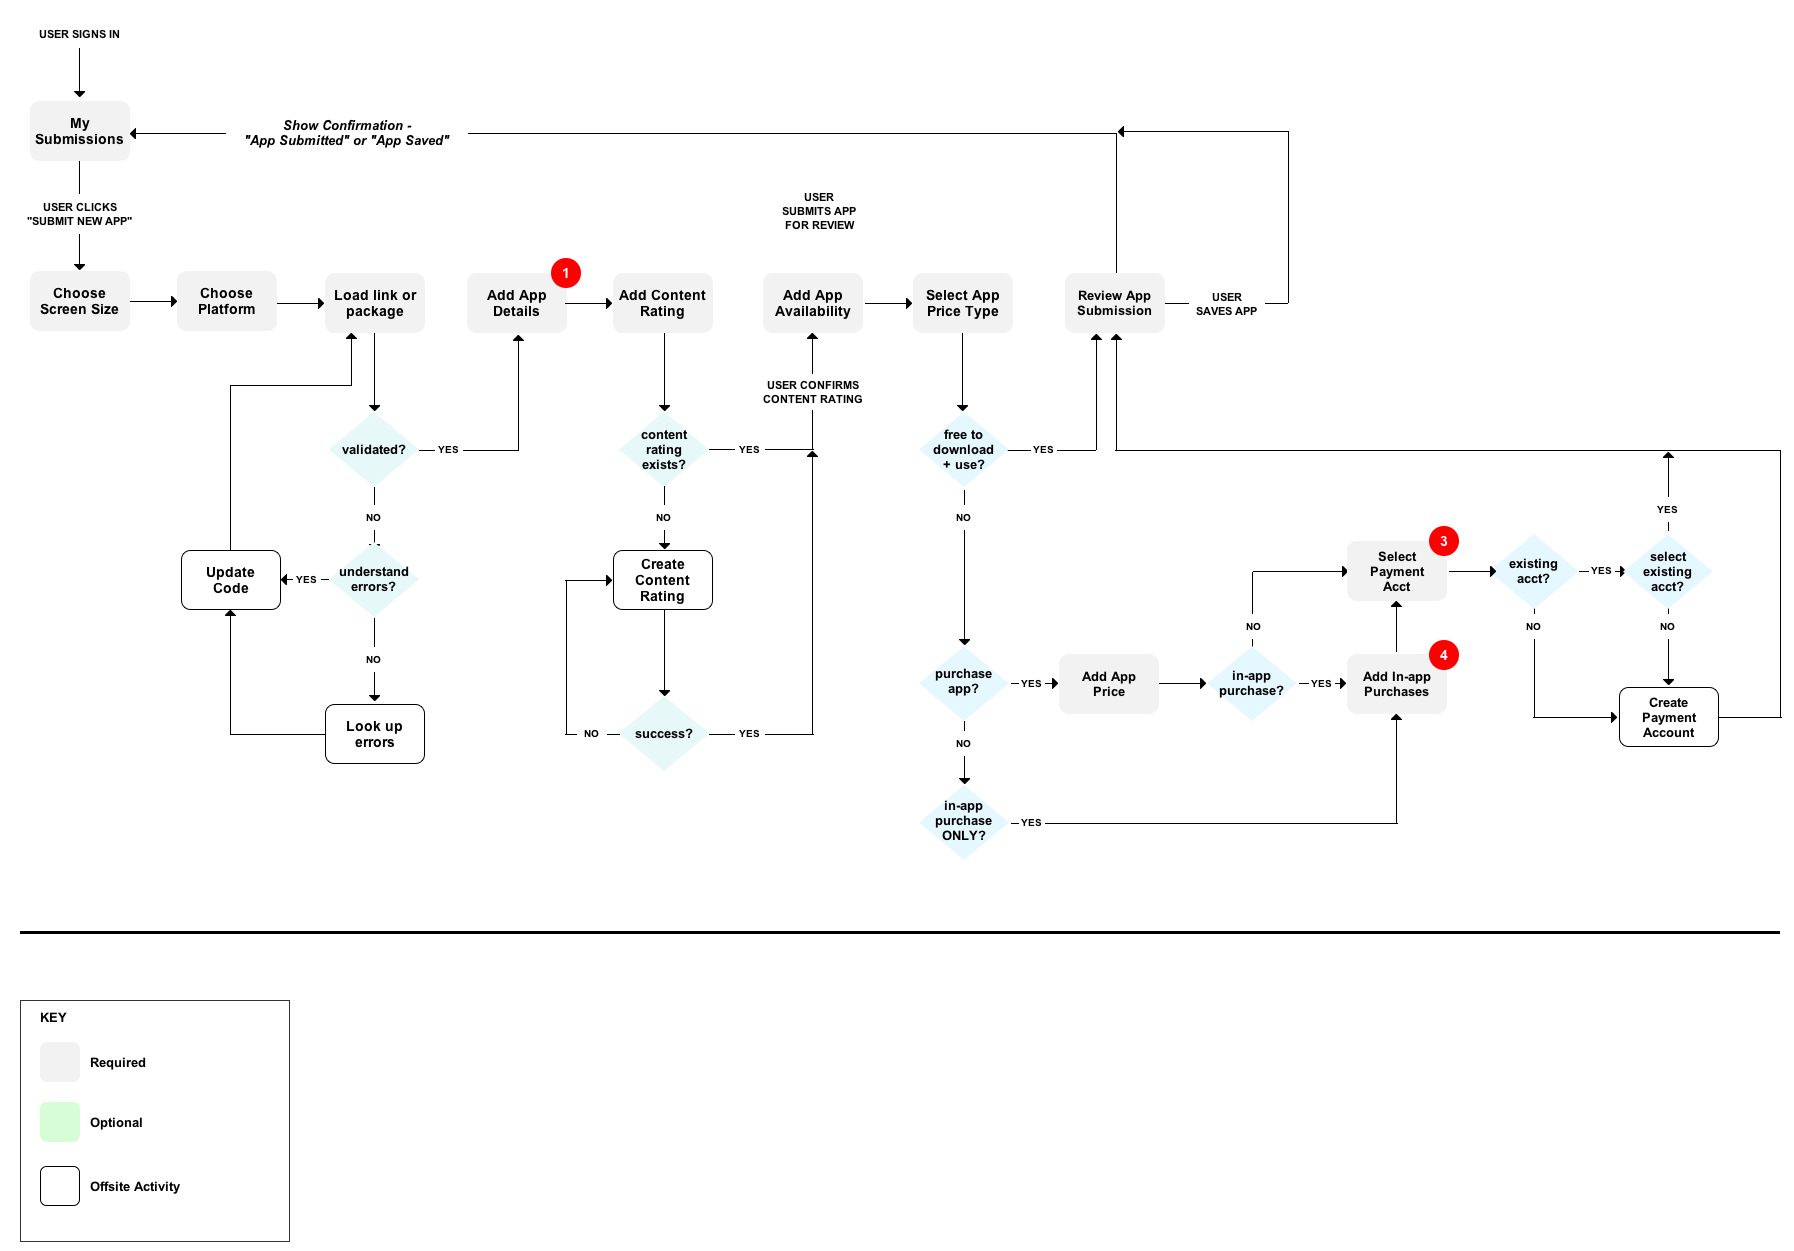 USER SIGNS IN
My
Submissions
Show Confirmation -
"App Submitted" or "App Saved"
USER CLICKS
"SUBMIT NEW APP"
USER
SUBMITS APP
FOR REVIEW
Choose
Screen Size
Choose
Platform
Load link or
package
Add App
Details
1
Add Content
Rating
Add App
Availability
Select App
Price Type
Review App
Submission
USER
SAVES APP
USER CONFIRMS
CONTENT RATING
validated?
YES
content
rating
exists?
YES
free to
download
+ use?
YES
NO
NO
NO
YES
Update
Code
YES
understand
errors?
Create
Content
Rating
Select
Payment
Acct
3
existing
acct?
YES
select
existing
acct?
NO
NO
NO
NO
Look up
errors
NO
success?
YES
purchase
app?
YES
Add App
Price
in-app
purchase?
YES
Add In-app
Purchases
4
Create
Payment
Account
NO
in-app
purchase
ONLY?
YES
KEY
Required
Optional
Offsite Activity